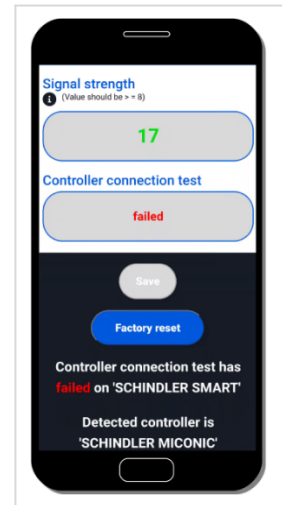 Signal strength
i (Value should be > = 8)
17
Controller connection test
failed
Save
Factory reset
Controller connection test has
failed on 'SCHINDLER SMART'
Detected controller is
'SCHINDLER MICONIC'